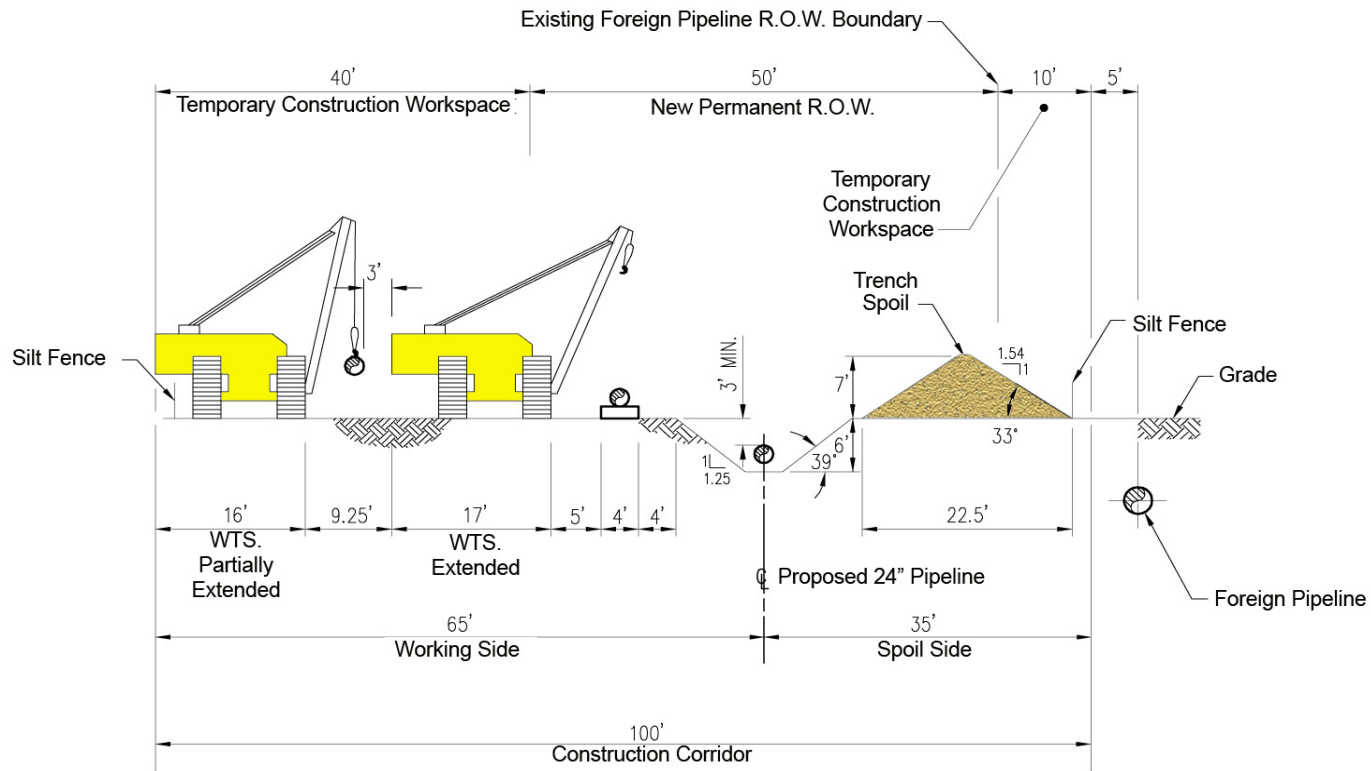 Existing Foreign Pipeline R.O.W. Boundary
40’
50’
10’
5’
Temporary Construction Workspace
New Permanent R.O.W.
Temporary
Construction
Workspace
3’
Trench
Spoil
Silt Fence
Silt Fence
3’ MIN.
7’
1.54
1
Grade
33°
6’
39°
1
1.25
16’
9.25’
17’
5’
4’
4’
22.5’
WTS.
Partially
Extended
WTS.
Extended
℄ Proposed 24” Pipeline
Foreign Pipeline
65’
35’
Working Side
Spoil Side
100’
Construction Corridor